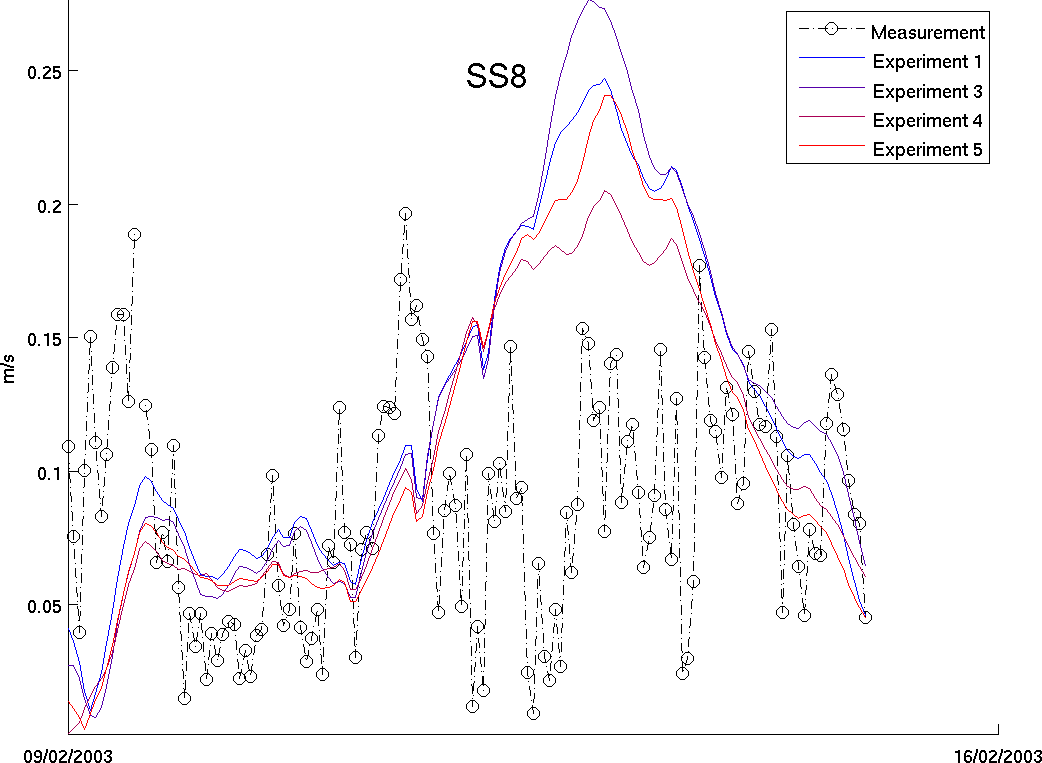 SS8
Measurement
Experiment 1
Experiment 3
Experiment 4
Experiment 5
0.25
0.2
0.15
0.1
0.05
m/s
09/02/2003
16/02/2003